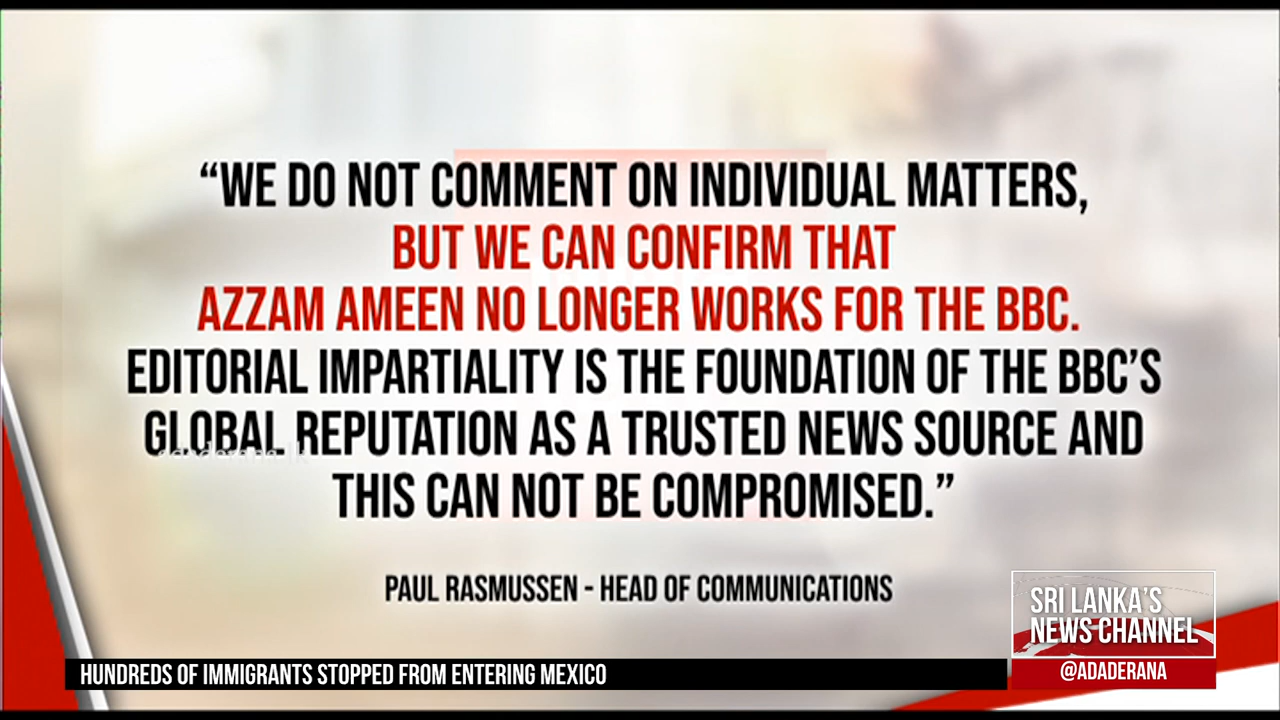 “WE DO NOT COMMENT ON INDIVIDUAL MATTERS,
BUT WE CAN CONFIRM THAT
AZZAM AMEEN NO LONGER WORKS FOR THE BBC.
EDITORIAL IMPARTIALITY IS THE FOUNDATION OF THE BBC’S
GLOBAL REPUTATION AS A TRUSTED NEWS SOURCE AND
THIS CAN NOT BE COMPROMISED.”
PAUL RASMUSSEN - HEAD OF COMMUNICATIONS
SRI LANKA’S
NEWS CHANNEL
@ADADERANA
HUNDREDS OF IMMIGRANTS STOPPED FROM ENTERING MEXICO